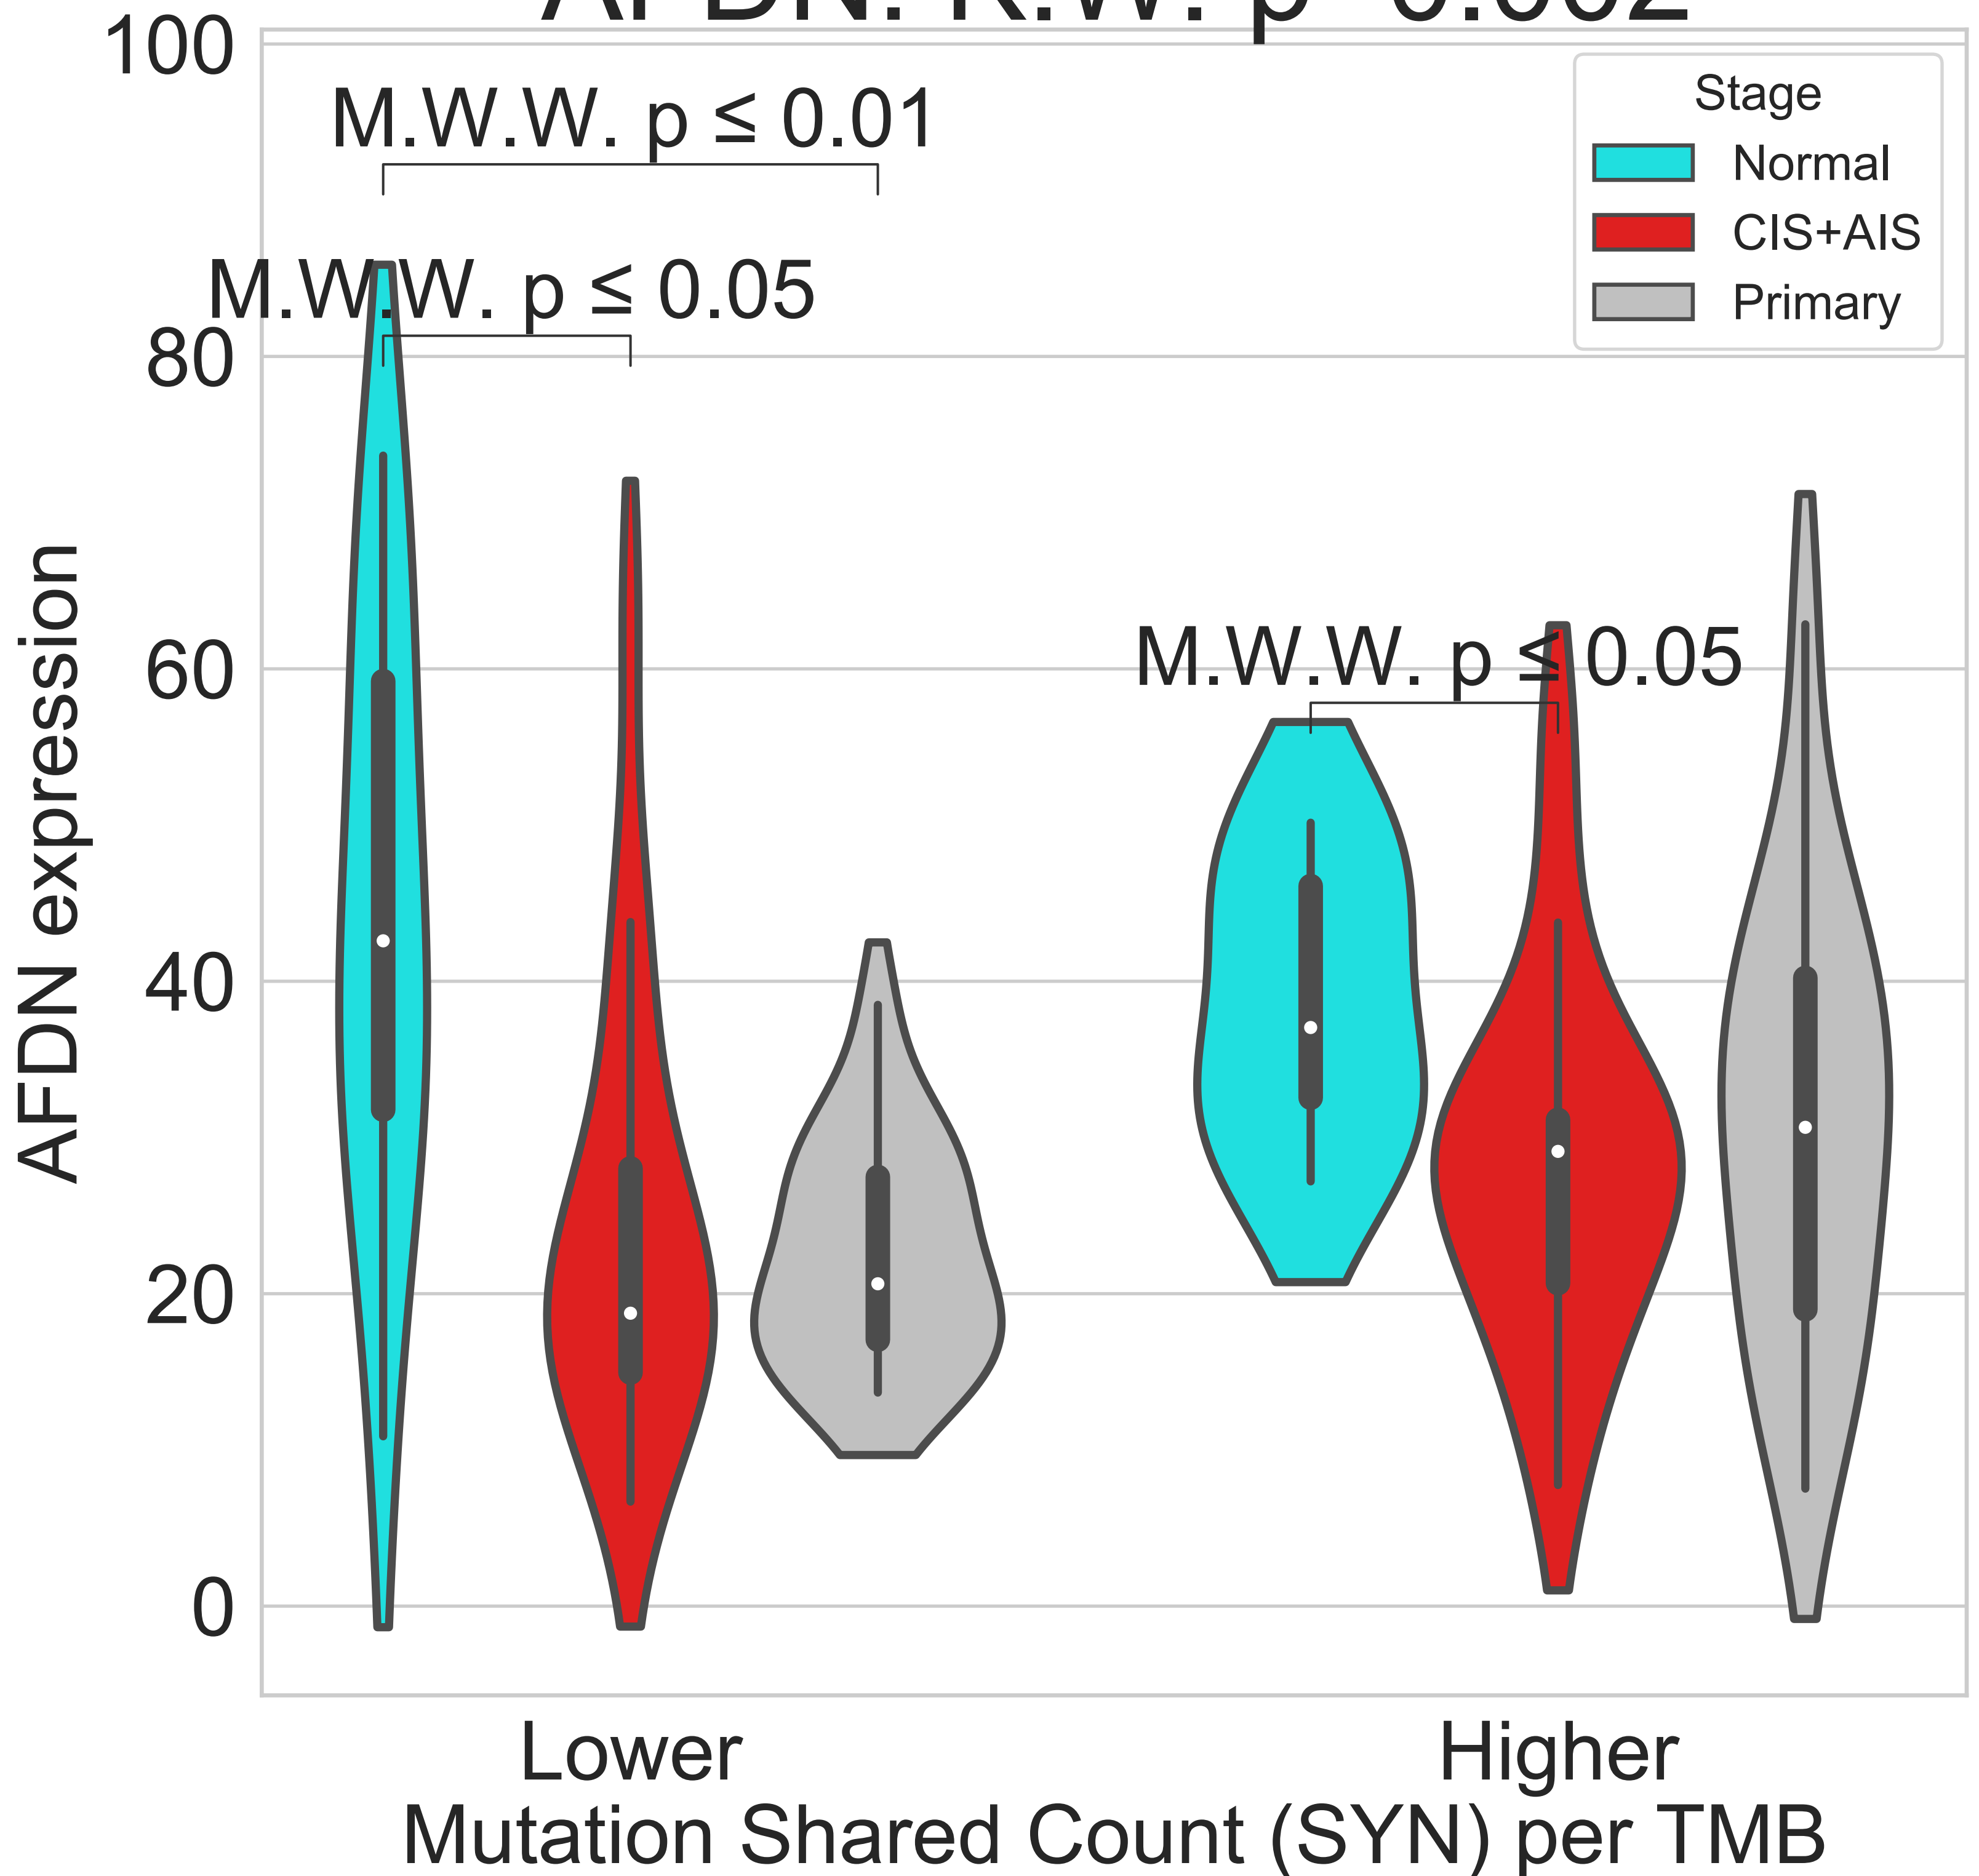 100
M.W.W. p ≤ 0.01
Stage
Normal
CIS+AIS
Primary
M.W.W. p ≤ 0.05
80
60
M.W.W. p ≤ 0.05
AFDN expression
40
20
0
Lower
Higher
Mutation Shared Count (SYN) per TMB